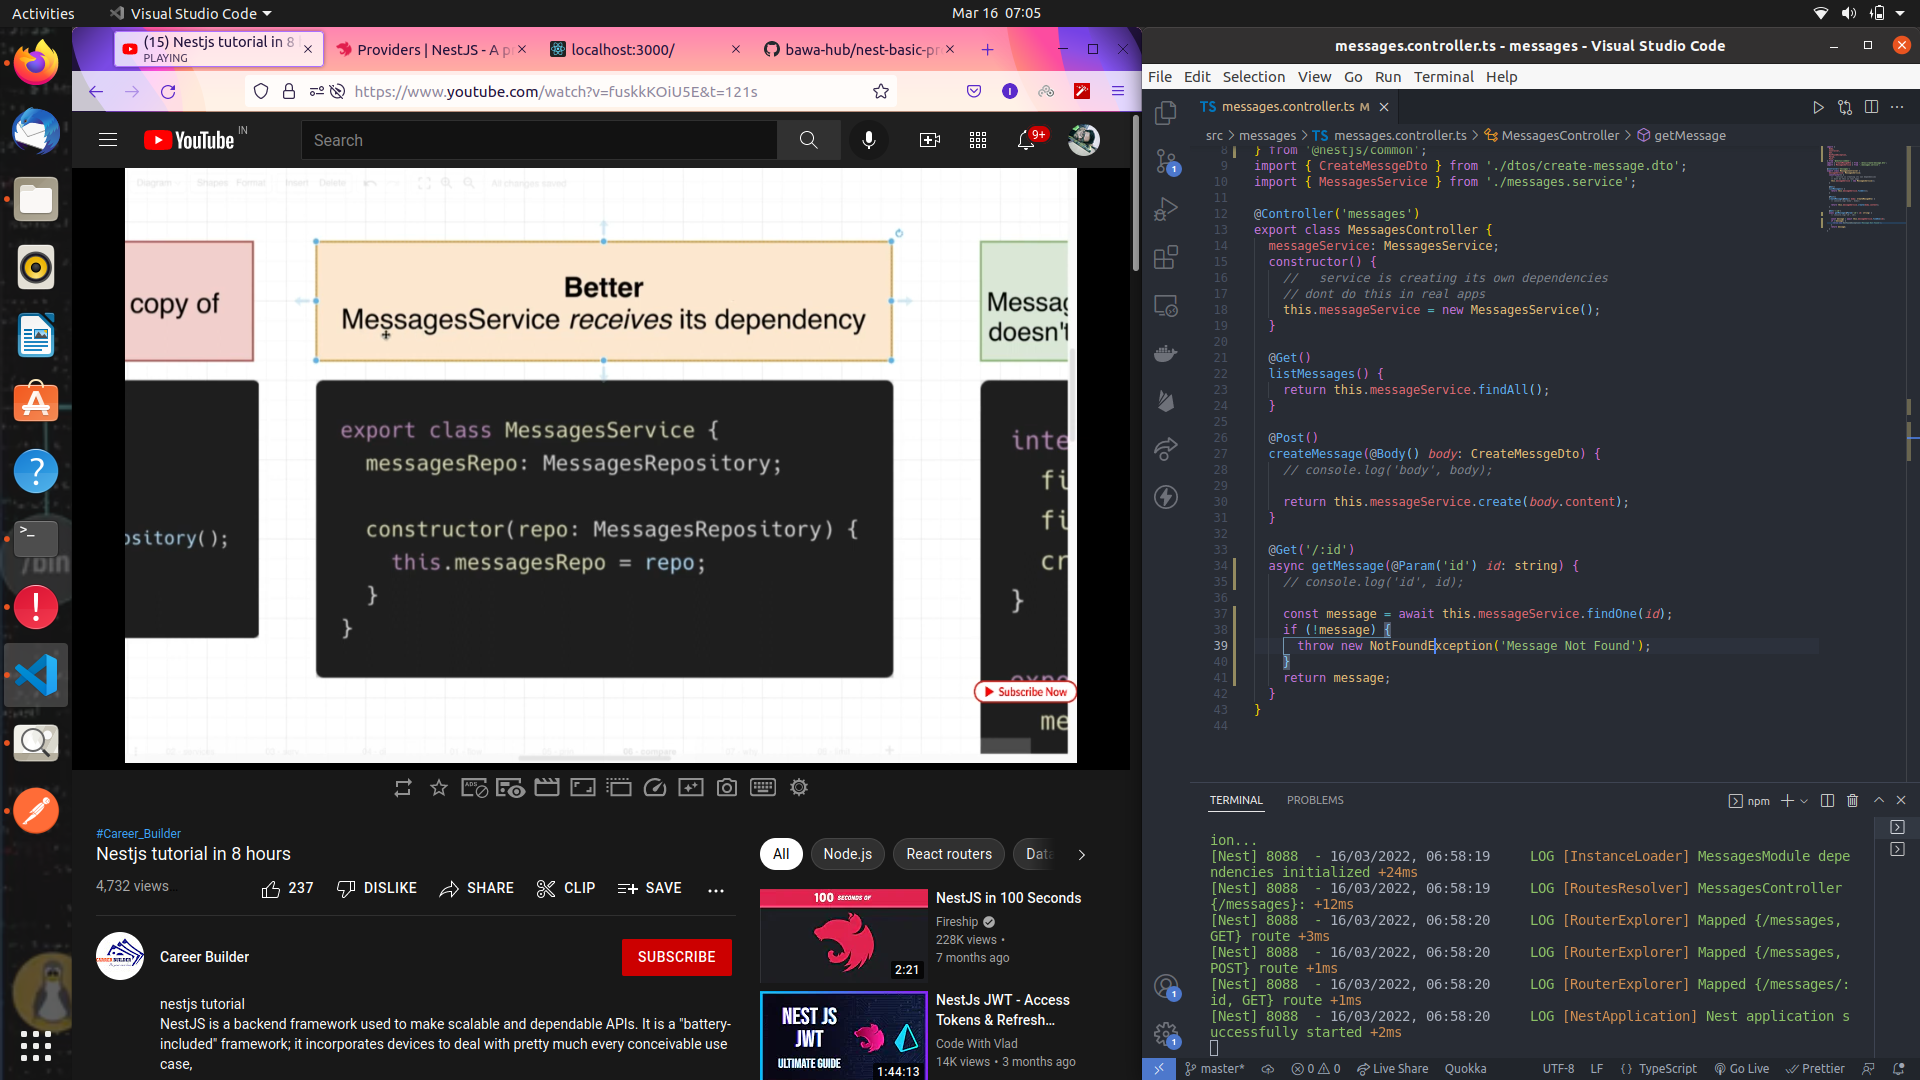 Activities
Visual Studio Code
Mar 16 07:05
(15) Nestjs tutorial in 8
PLAYING
Providers | NestJS - A p
localhost:3000/
bawa-hub/nest-basic-pr
https://www.youtube.com/watch?v=fuskkKOiU5E&t=121s
YouTube IN
Search
9+
Diagram Shapes Format Insert Delete All changes saved
copy of
Better
MessagesService receives its dependency
Messag
doesn't
ository();
export class MessagesService {
messagesRepo: MessagesRepository;
constructor(repo: MessagesRepository) {
this.messagesRepo = repo;
}
}
inte
fi
fi
cr
}
me
Subscribe Now
#Career_Builder
Nestjs tutorial in 8 hours
4,732 views
237 DISLIKE SHARE CLIP SAVE
Career Builder
SUBSCRIBE
nestjs tutorial
NestJS is a backend framework used to make scalable and dependable APIs. It is a "battery-
included" framework; it incorporates devices to deal with pretty much every conceivable use
case,
All Node.js React routers Data
100 SECONDS OF
2:21
NestJS in 100 Seconds
Fireship
228K views •
7 months ago
NEST JS
JWT
ULTIMATE GUIDE
1:44:13
NestJs JWT - Access
Tokens & Refresh...
Code With Vlad
14K views • 3 months ago
messages.controller.ts - messages - Visual Studio Code
File Edit Selection View Go Run Terminal Help
TS messages.controller.ts M
src > messages > TS messages.controller.ts > MessagesController > getMessage
8 } from '@nestjs/common';
9 import { CreateMessgeDto } from './dtos/create-message.dto';
10 import { MessagesService } from './messages.service';
11
12 @Controller('messages')
13 export class MessagesController {
14 messageService: MessagesService;
15 constructor() {
16 // service is creating its own dependencies
17 // dont do this in real apps
18 this.messageService = new MessagesService();
19 }
20
21 @Get()
22 listMessages() {
23 return this.messageService.findAll();
24 }
25
26 @Post()
27 createMessage(@Body() body: CreateMessgeDto) {
28 // console.log('body', body);
29
30 return this.messageService.create(body.content);
31 }
32
33 @Get('/:id')
34 async getMessage(@Param('id') id: string) {
35 // console.log('id', id);
36
37 const message = await this.messageService.findOne(id);
38 if (!message) {
39 throw new NotFoundException('Message Not Found');
40 }
41 return message;
42 }
43 }
44
TERMINAL PROBLEMS
npm
ion...
[Nest] 8088 - 16/03/2022, 06:58:19 LOG [InstanceLoader] MessagesModule depe
ndencies initialized +24ms
[Nest] 8088 - 16/03/2022, 06:58:19 LOG [RoutesResolver] MessagesController
{/messages}: +12ms
[Nest] 8088 - 16/03/2022, 06:58:20 LOG [RouterExplorer] Mapped {/messages,
GET} route +3ms
[Nest] 8088 - 16/03/2022, 06:58:20 LOG [RouterExplorer] Mapped {/messages,
POST} route +1ms
[Nest] 8088 - 16/03/2022, 06:58:20 LOG [RouterExplorer] Mapped {/messages/:
id, GET} route +1ms
[Nest] 8088 - 16/03/2022, 06:58:20 LOG [NestApplication] Nest application s
uccessfully started +2ms
master* 0 0 Live Share Quokka UTF-8 LF {} TypeScript Go Live Prettier